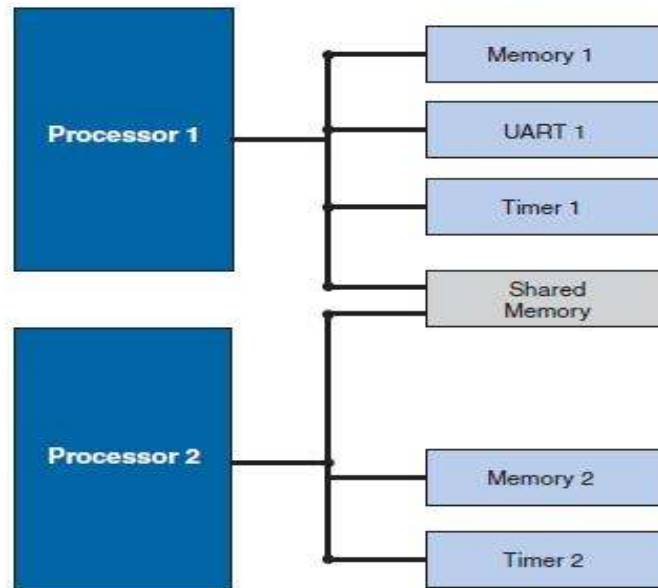 Processor 1
Memory 1
UART 1
Timer 1
Shared
Memory
Processor 2
Memory 2
Timer 2